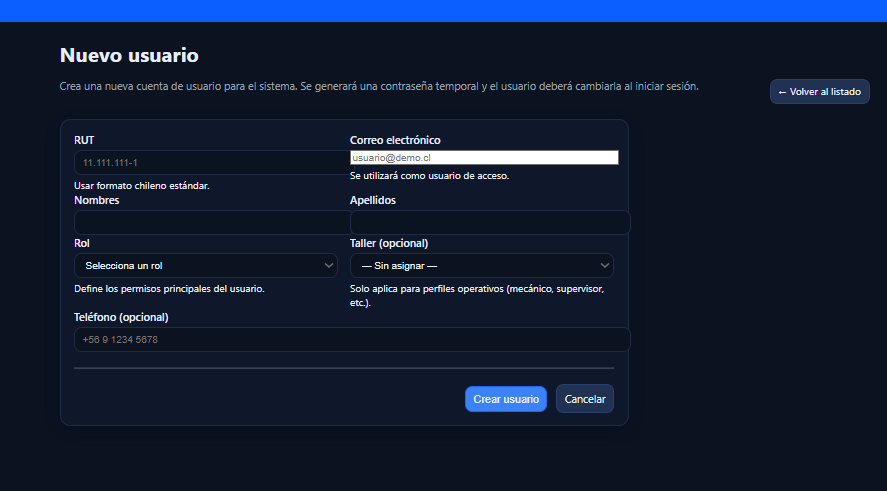 Nuevo usuario
Crea una nueva cuenta de usuario para el sistema. Se generará una contraseña temporal y el usuario deberá cambiarla al iniciar sesión.
← Volver al listado
RUT
11.111.111-1
Usar formato chileno estándar.
Correo electrónico
usuario@demo.cl
Se utilizará como usuario de acceso.
Nombres
Apellidos
Rol
Selecciona un rol
Define los permisos principales del usuario.
Taller (opcional)
— Sin asignar —
Solo aplica para perfiles operativos (mecánico, supervisor,
etc.).
Teléfono (opcional)
+56 9 1234 5678
Crear usuario
Cancelar